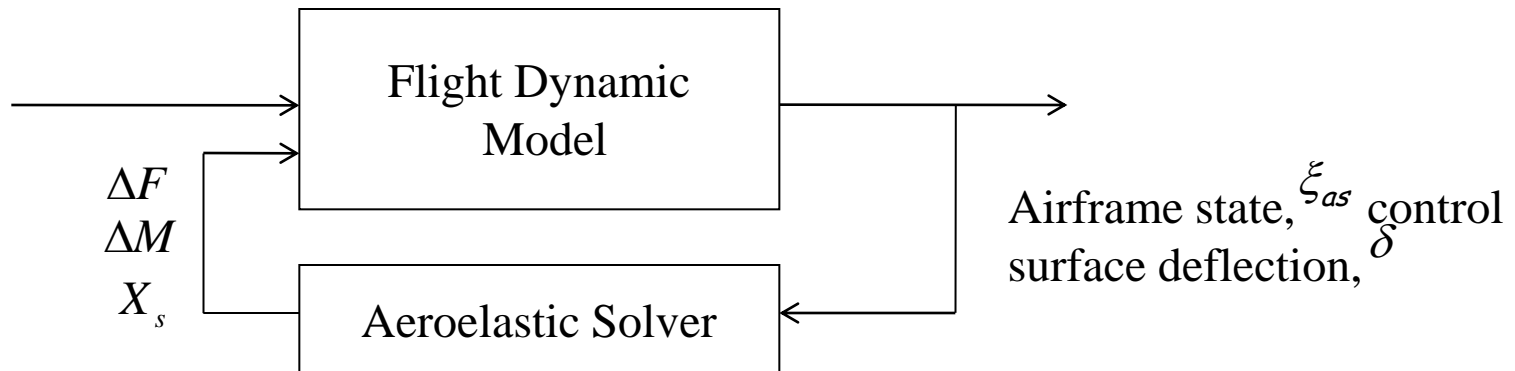 Flight Dynamic
Model
ΔF
ΔM
X_s
Airframe state, ξ_as control
surface deflection, δ
Aeroelastic Solver